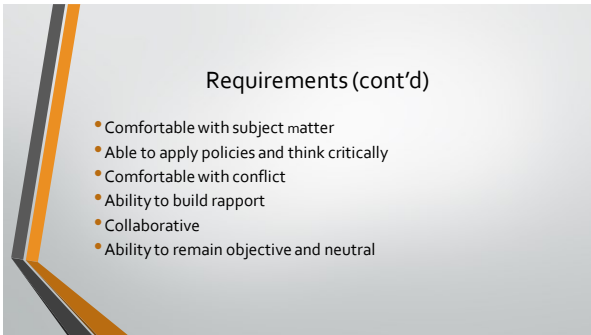 Requirements (cont’d)
Comfortable with subject matter
Able to apply policies and think critically
Comfortable with conflict
Ability to build rapport
Collaborative
Ability to remain objective and neutral